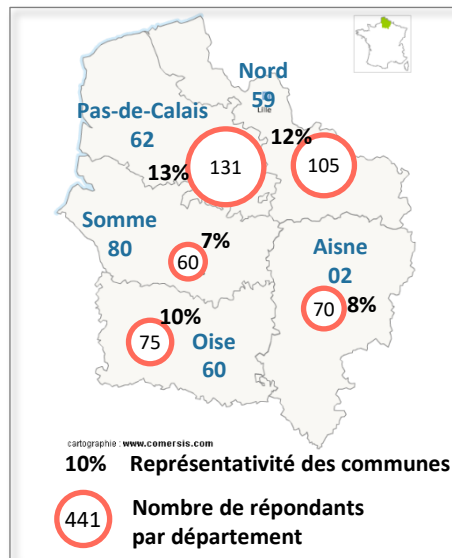 Nord
59
Lille
Pas-de-Calais
62
12%
13%
131
105
Somme
80
7%
60
Aisne
02
70
8%
10%
75
Oise
60
cartographie : www.comersis.com
10% Représentativité des communes
441
Nombre de répondants
par département